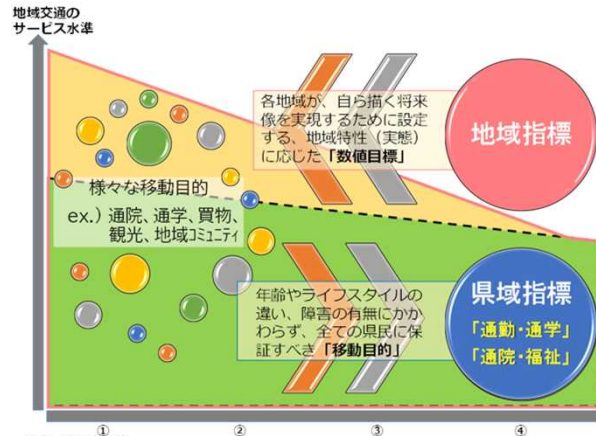 地域交通の
サービス水準
各地域が、自ら描く将来
像を実現するために設定
する、地域特性（実態）
に応じた「数値目標」
地域指標
様々な移動目的
ex.）通院、通学、買物、
観光、地域ｺﾐｭﾆﾃｨ
年齢やライフスタイルの
違い、障害の有無にかか
わらず、全ての県民に保
証すべき「移動目的」
県域指標
「通勤・通学」
「通院・福祉」
① ② ③ ④